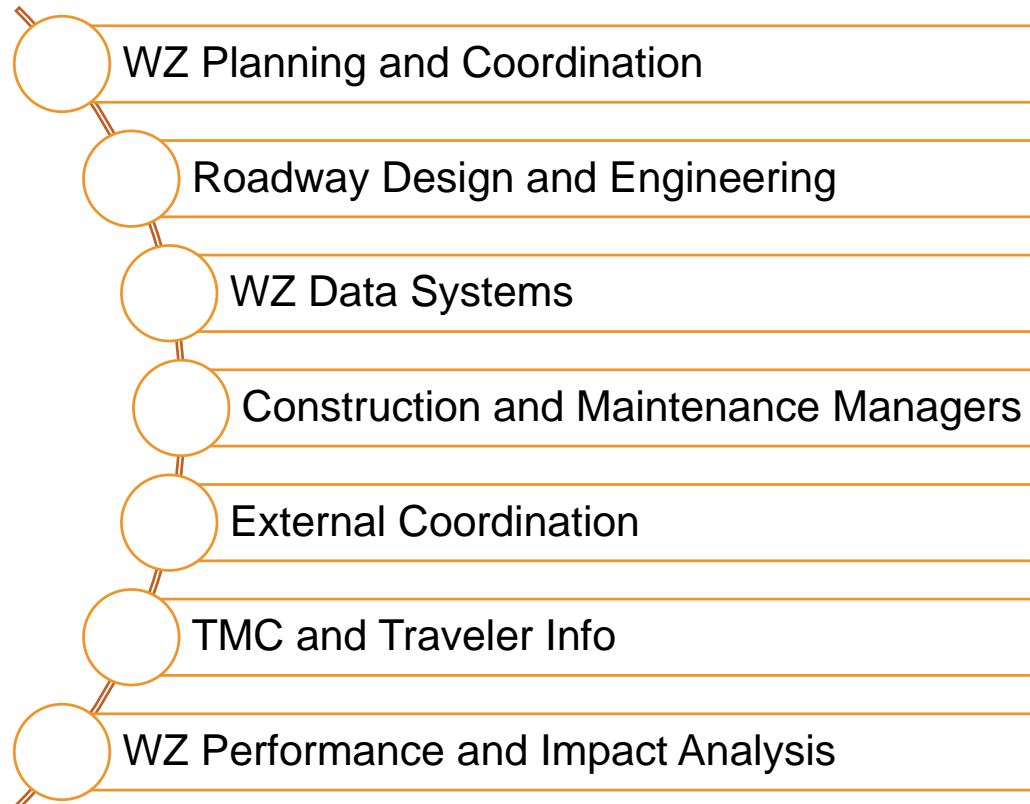 WZ Planning and Coordination
Roadway Design and Engineering
WZ Data Systems
Construction and Maintenance Managers
External Coordination
TMC and Traveler Info
WZ Performance and Impact Analysis